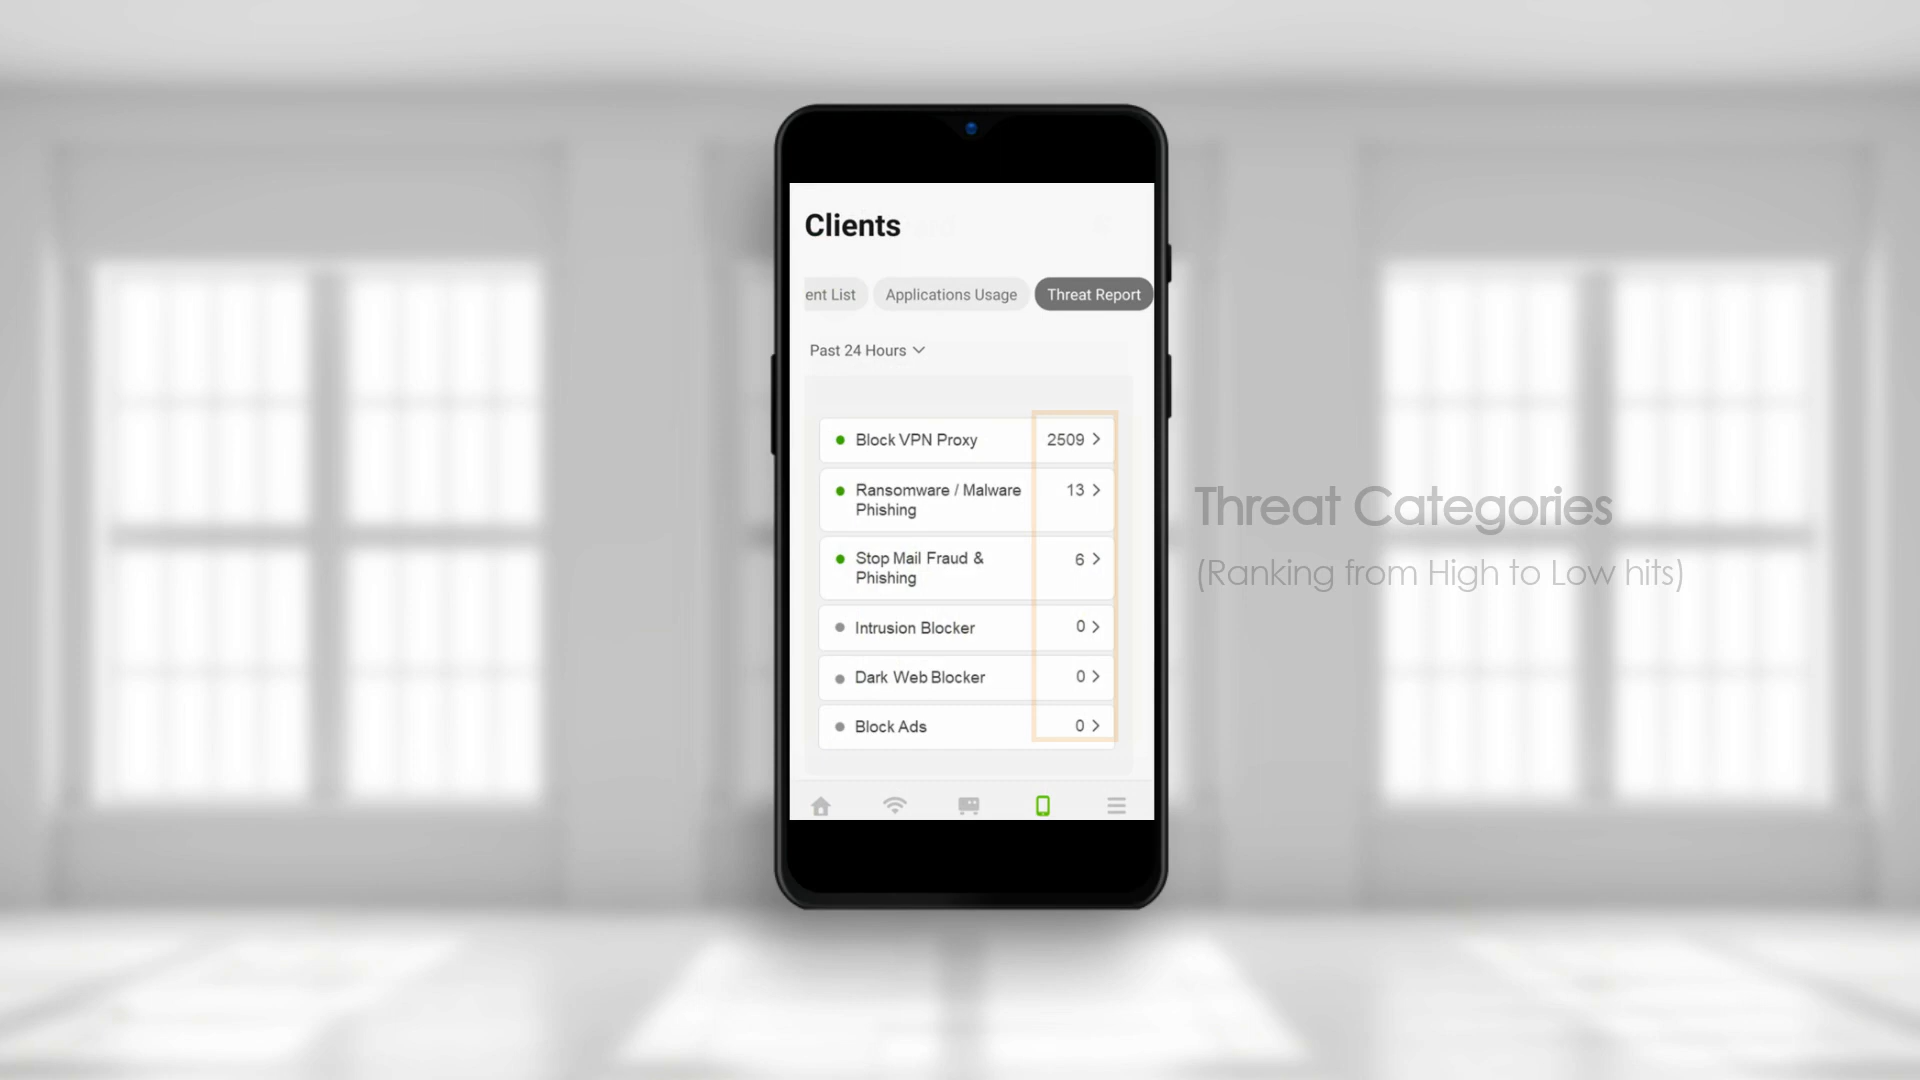 Clients
ent List
Applications Usage
Threat Report
Past 24 Hours
Block VPN Proxy 2509
Ransomware / Malware 13
Phishing
Stop Mail Fraud & 6
Phishing
Intrusion Blocker 0
Dark Web Blocker 0
Block Ads 0
Threat Categories
(Ranking from High to Low hits)